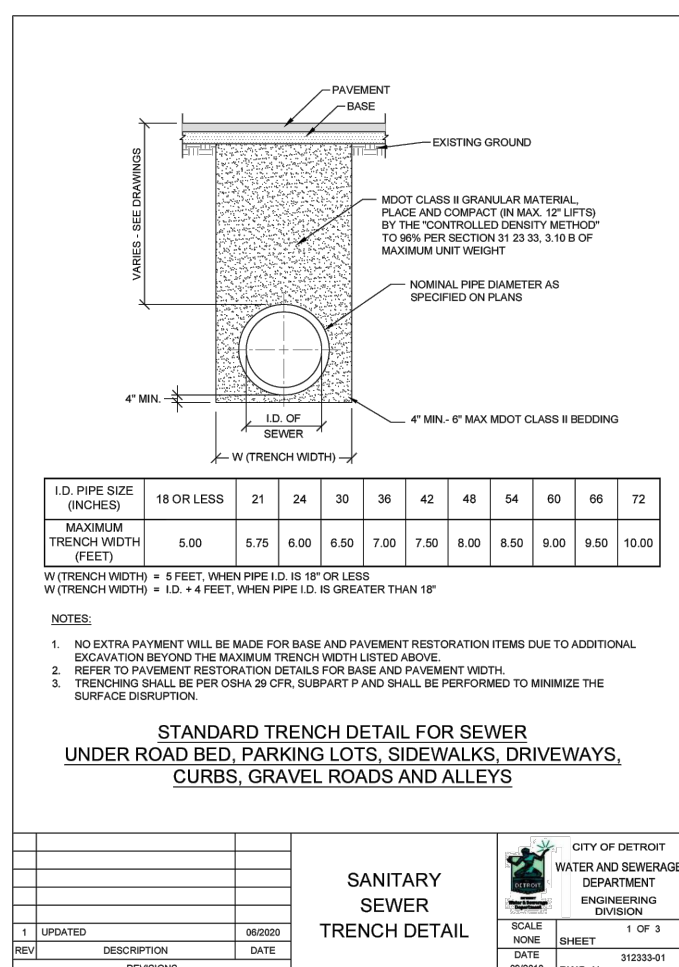 PAVEMENT
BASE
EXISTING GROUND
VARIES - SEE DRAWINGS
MDOT CLASS II GRANULAR MATERIAL,
PLACE AND COMPACT (IN MAX. 12" LIFTS)
BY THE "CONTROLLED DENSITY METHOD"
TO 96% PER SECTION 31 23 33, 3.10 B OF
MAXIMUM UNIT WEIGHT
NOMINAL PIPE DIAMETER AS
SPECIFIED ON PLANS
4" MIN.
I.D. OF
SEWER
4" MIN.- 6" MAX MDOT CLASS II BEDDING
W (TRENCH WIDTH)
I.D. PIPE SIZE
(INCHES)
18 OR LESS 21 24 30 36 42 48 54 60 66 72
MAXIMUM
TRENCH WIDTH
(FEET)
5.00 5.75 6.00 6.50 7.00 7.50 8.00 8.50 9.00 9.50 10.00
W (TRENCH WIDTH) = 5 FEET, WHEN PIPE I.D. IS 18" OR LESS
W (TRENCH WIDTH) = I.D. + 4 FEET, WHEN PIPE I.D. IS GREATER THAN 18"
NOTES:
1. NO EXTRA PAYMENT WILL BE MADE FOR BASE AND PAVEMENT RESTORATION ITEMS DUE TO ADDITIONAL
EXCAVATION BEYOND THE MAXIMUM TRENCH WIDTH LISTED ABOVE.
2. REFER TO PAVEMENT RESTORATION DETAILS FOR BASE AND PAVEMENT WIDTH.
3. TRENCHING SHALL BE PER OSHA 29 CFR, SUBPART P AND SHALL BE PERFORMED TO MINIMIZE THE
SURFACE DISRUPTION.
STANDARD TRENCH DETAIL FOR SEWER
UNDER ROAD BED, PARKING LOTS, SIDEWALKS, DRIVEWAYS,
CURBS, GRAVEL ROADS AND ALLEYS
1 UPDATED 06/2020
REV DESCRIPTION DATE
REVISIONS
SANITARY
SEWER
TRENCH DETAIL
DETROIT
Water & Sewerage
Department
CITY OF DETROIT
WATER AND SEWERAGE
DEPARTMENT
ENGINEERING
DIVISION
SCALE
NONE
SHEET 1 OF 3
DATE
312333-01